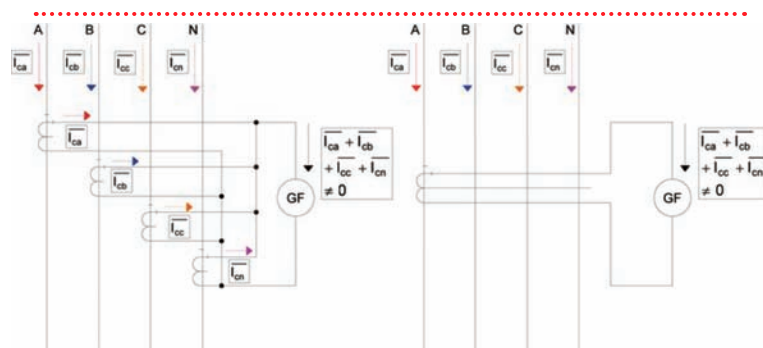 A B C N
Ica Icb Icc Icn
Ica
Icb
Icc
Icn
GF
Ica + Icb
+ Icc + Icn
≠ 0
A B C N
Ica Icb Icc Icn
GF
Ica + Icb
+ Icc + Icn
≠ 0